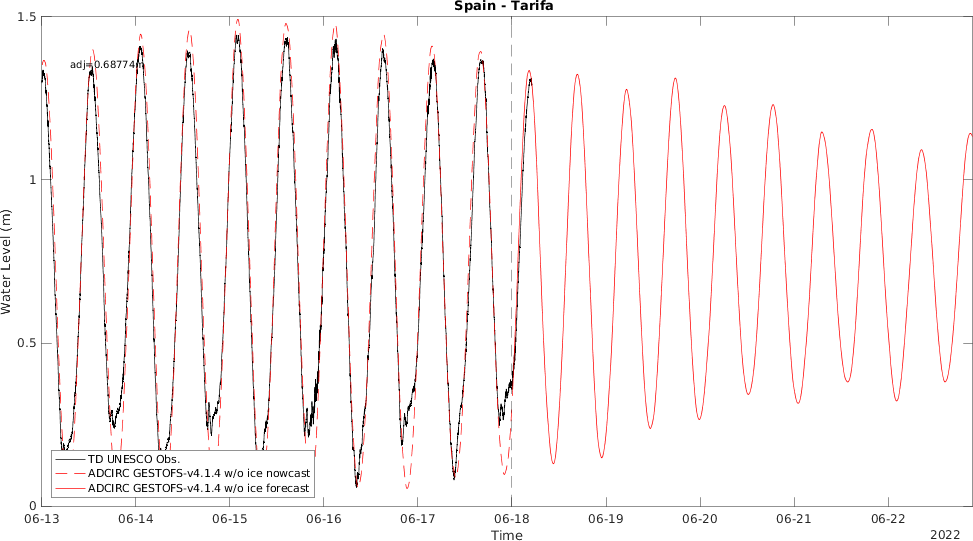 Spain - Tarifa
1.5
adj=0.68774m
1
Water Level (m)
0.5
TD UNESCO Obs.
ADCIRC GESTOFS-v4.1.4 w/o ice nowcast
ADCIRC GESTOFS-v4.1.4 w/o ice forecast
0
06-13 06-14 06-15 06-16 06-17 06-18 06-19 06-20 06-21 06-22
Time
2022